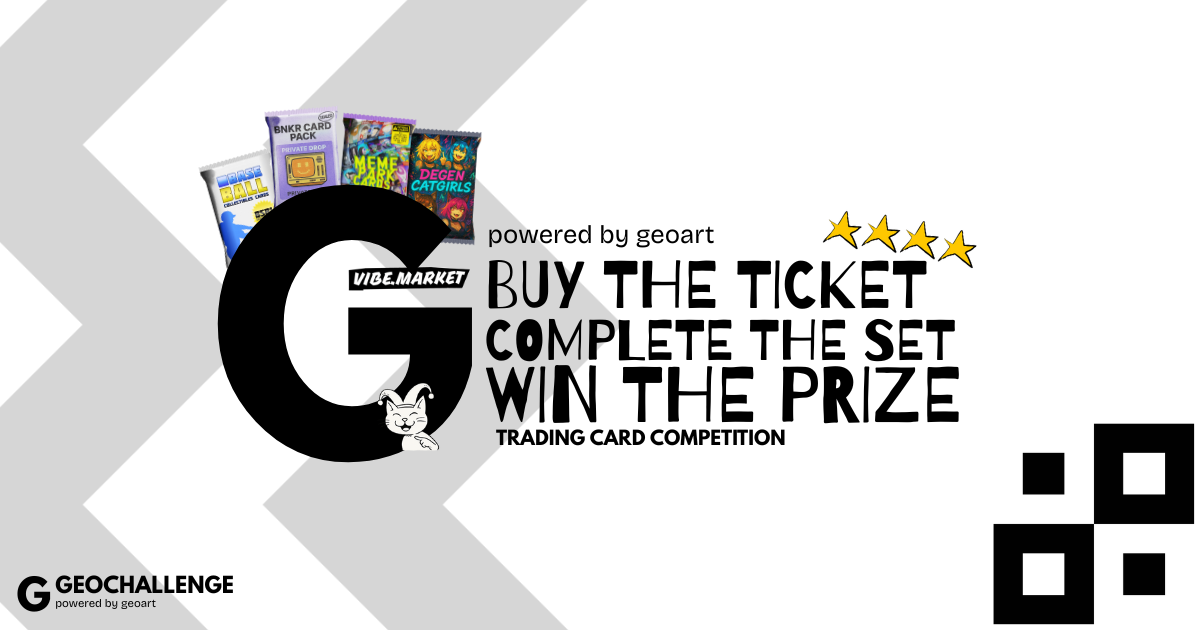 BNKR CARD
PACK
PRIVATE DROP
MEME
PARK
CARDS
DEGEN
CATGIRLS
BASE
BALL
COLLECTIBLES CARDS
powered by geoart
VIBE.MARKET
BUY THE TICKET
COMPLETE THE SET
WIN THE PRIZE
TRADING CARD COMPETITION
G GEOCHALLENGE
powered by geoart